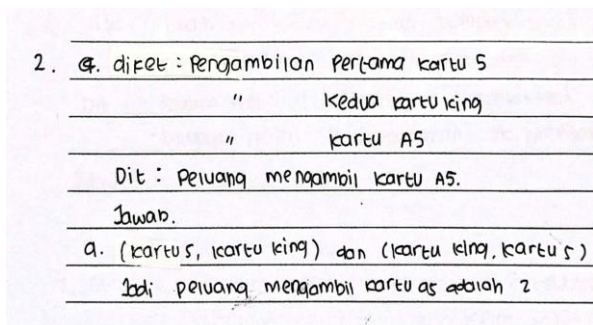 2. a. diket : Pengambilan Pertama kartu 5
" kedua kartu king
" kartu AS
Dit : Peluang mengambil kartu AS.
Jawab.
a. (kartu 5, kartu king) dan (kartu king, kartu 5)
Jadi peluang mengambil kartu as adalah 2